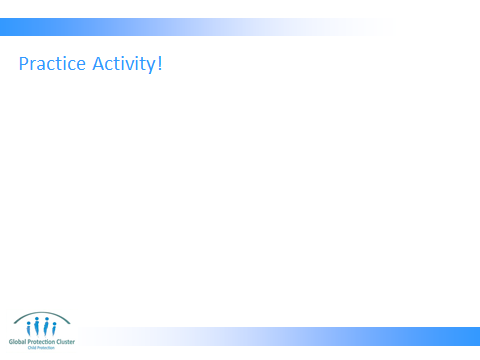 Practice Activity!
Global Protection Cluster
Child Protection